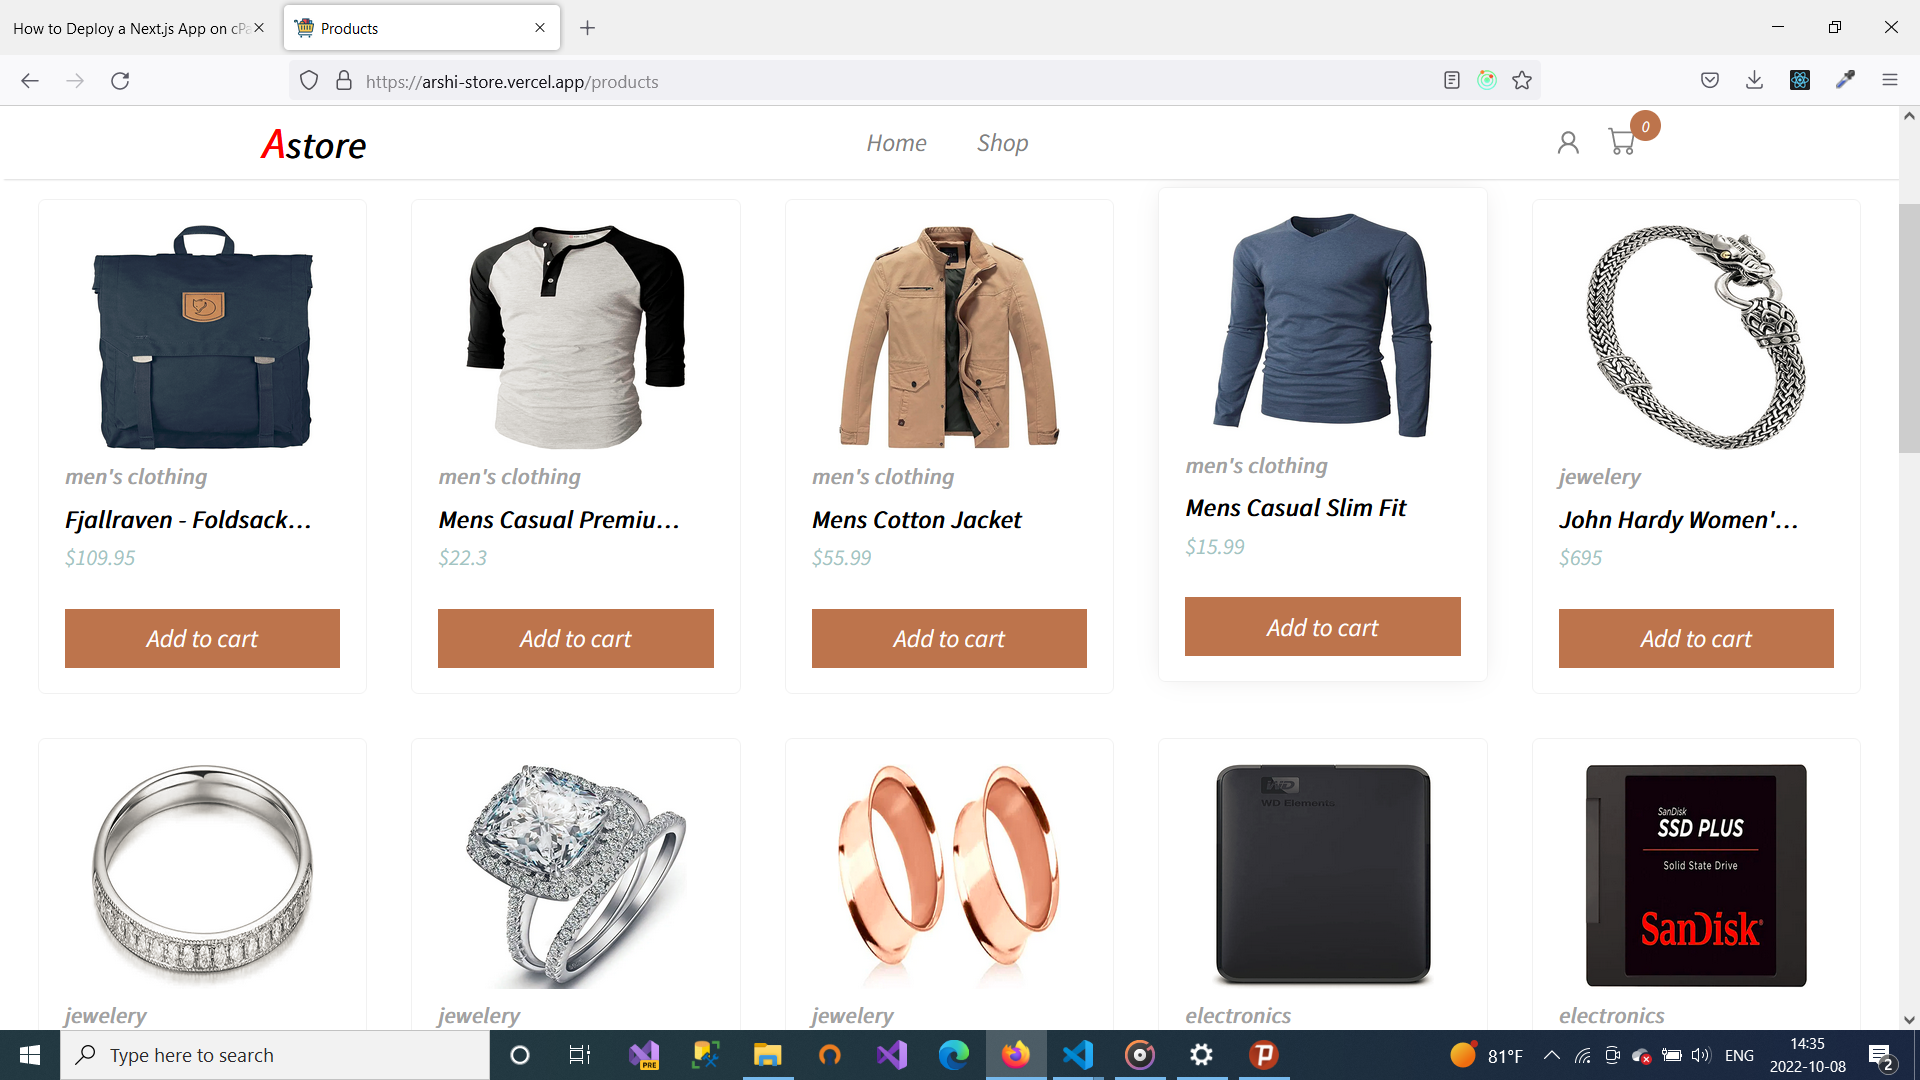 How to Deploy a Next.js App on cPa
Products
https://arshi-store.vercel.app/products
Astore
Home
Shop
0
men's clothing
Fjallraven - Foldsack...
$109.95
Add to cart
men's clothing
Mens Casual Premiu...
$22.3
Add to cart
men's clothing
Mens Cotton Jacket
$55.99
Add to cart
men's clothing
Mens Casual Slim Fit
$15.99
Add to cart
jewelery
John Hardy Women'...
$695
Add to cart
jewelery
jewelery
jewelery
WD
WD Elements
electronics
SanDisk
SSD PLUS
Solid State Drive
SanDisk
electronics
Type here to search
PRE
81°F
ENG
14:35
2022-10-08
2